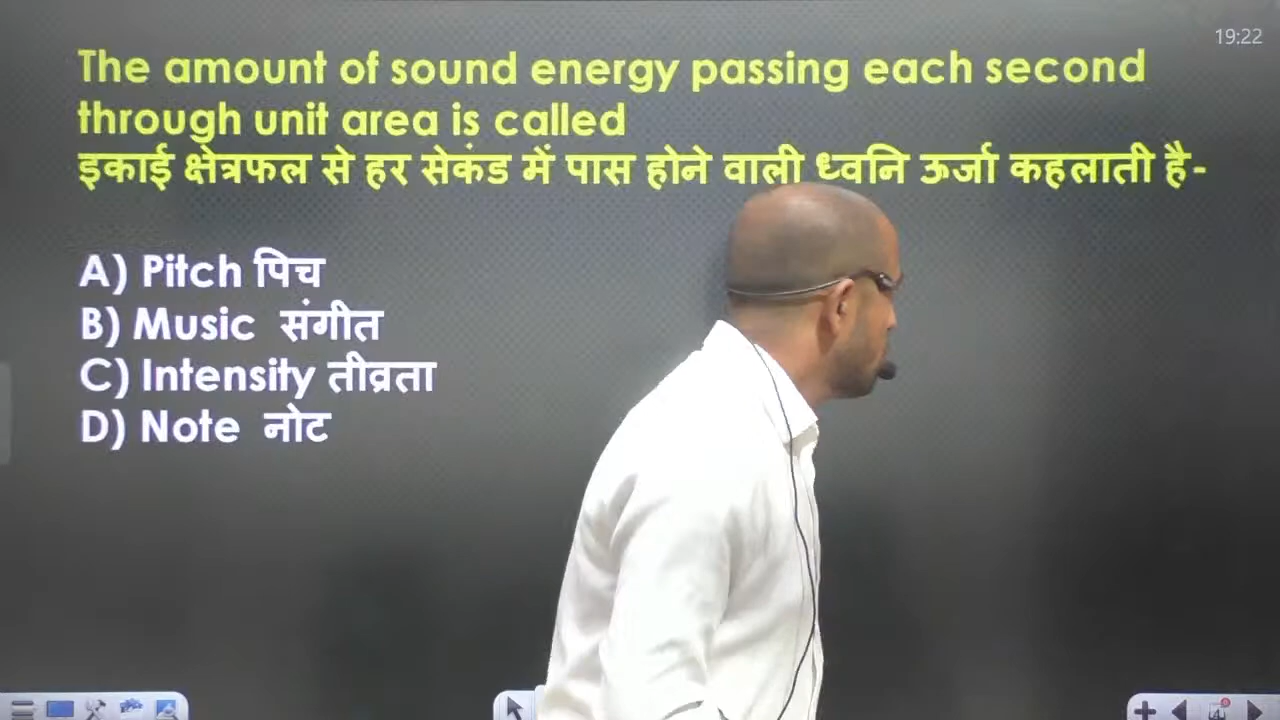 19:22
The amount of sound energy passing each second
through unit area is called
इकाई क्षेत्रफल से हर सेकंड में पास होने वाली ध्वनि ऊर्जा कहलाती है-
A) Pitch पिच
B) Music संगीत
C) Intensity तीव्रता
D) Note नोट